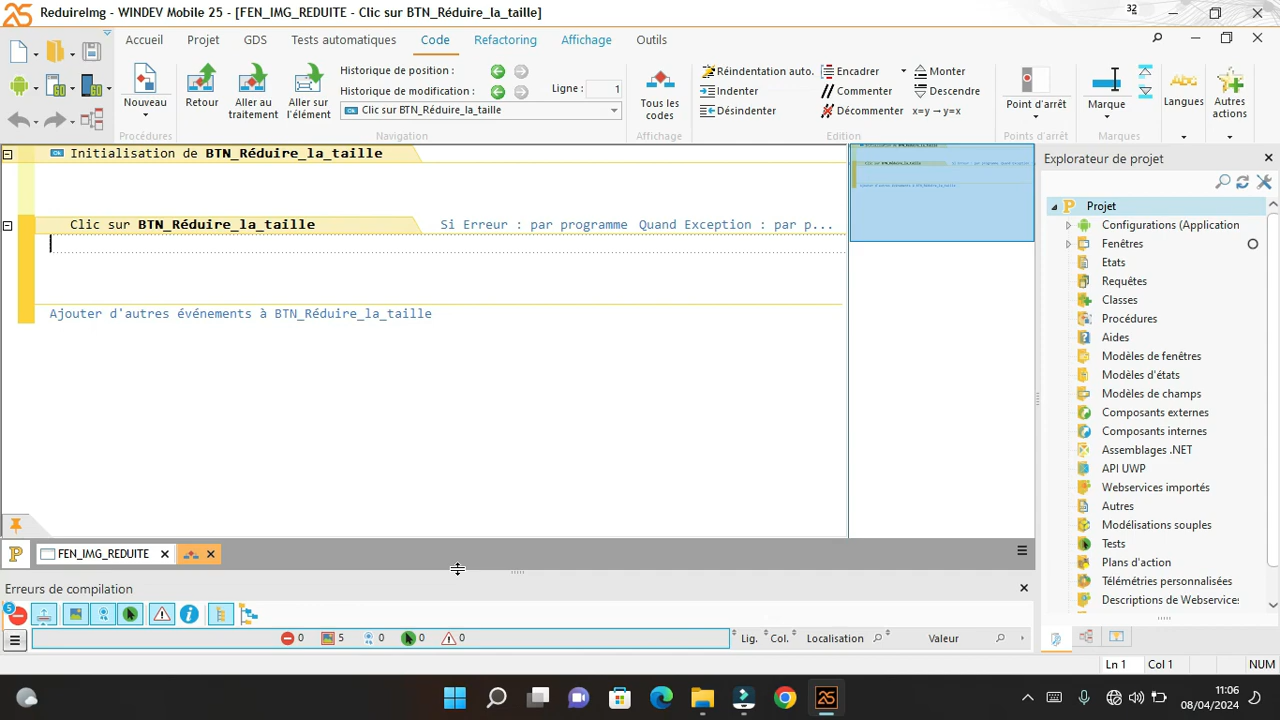 ReduireImg - WINDEV Mobile 25 - [FEN_IMG_REDUITE - Clic sur BTN_Réduire_la_taille]
32
Accueil Projet GDS Tests automatiques Code Refactoring Affichage Outils
Nouveau
Procédures
Retour
Aller au traitement
Aller sur l'élément
Historique de position :
Historique de modification :
Ligne : 1
Clic sur BTN_Réduire_la_taille
Navigation
Tous les codes
Affichage
Réindentation auto. Encadrer Monter
Indenter Commenter Descendre
Désindenter Décommenter x=y→y=x
Edition
Point d'arrêt
Points d'arrêt
Marque
Marques
Langues
Autres actions
Initialisation de BTN_Réduire_la_taille
Clic sur BTN_Réduire_la_taille Si Erreur : par programme Quand Exception : par p...
Ajouter d'autres événements à BTN_Réduire_la_taille
Explorateur de projet
Projet
Configurations (Application
Fenêtres
Etats
Requêtes
Classes
Procédures
Aides
Modèles de fenêtres
Modèles d'états
Modèles de champs
Composants externes
Composants internes
Assemblages .NET
API UWP
Webservices importés
Autres
Modélisations souples
Tests
Plans d'action
Télémétries personnalisées
Descriptions de Webservice
FEN_IMG_REDUITE
Erreurs de compilation
0 5 0 0 0 Lig. Col. Localisation Valeur
Ln 1 Col 1 NUM
11:06
08/04/2024